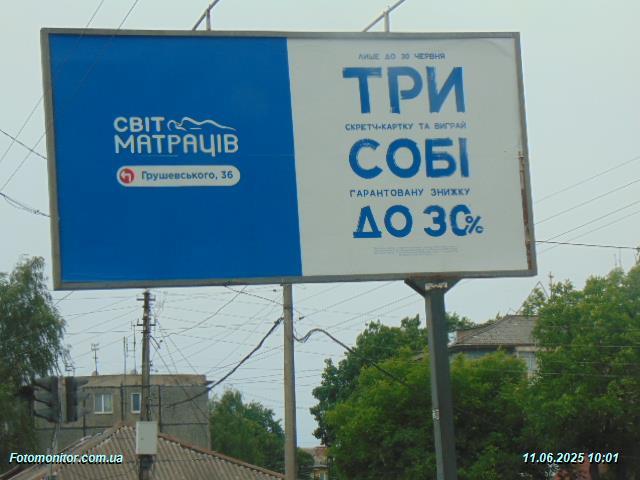 СВІТ
МАТРАЦІВ
Грушевського, 36
ЛИШЕ ДО 30 ЧЕРВНЯ
ТРИ
СКРЕТЧ-КАРТКУ ТА ВИГРАЙ
СОБІ
ГАРАНТОВАНУ ЗНИЖКУ
ДО 30%
Fotomonitor.com.ua
11.06.2025 10:01